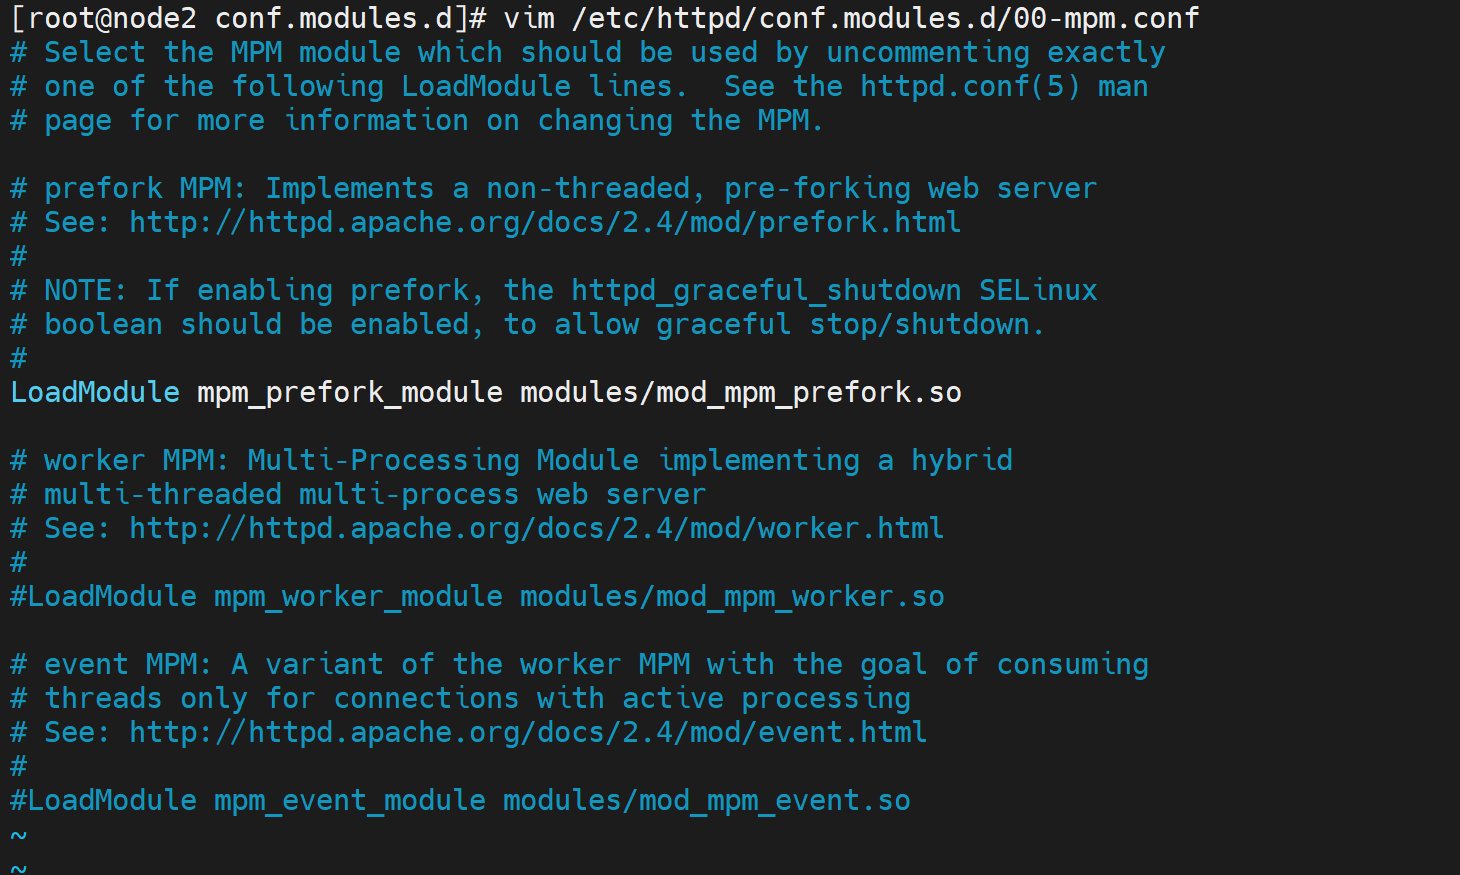 [root@node2 conf.modules.d]# vim /etc/httpd/conf.modules.d/00-mpm.conf
# Select the MPM module which should be used by uncommenting exactly
# one of the following LoadModule lines.  See the httpd.conf(5) man
# page for more information on changing the MPM.

# prefork MPM: Implements a non-threaded, pre-forking web server
# See: http://httpd.apache.org/docs/2.4/mod/prefork.html
#
# NOTE: If enabling prefork, the httpd_graceful_shutdown SELinux
# boolean should be enabled, to allow graceful stop/shutdown.
#
LoadModule mpm_prefork_module modules/mod_mpm_prefork.so

# worker MPM: Multi-Processing Module implementing a hybrid
# multi-threaded multi-process web server
# See: http://httpd.apache.org/docs/2.4/mod/worker.html
#
#LoadModule mpm_worker_module modules/mod_mpm_worker.so

# event MPM: A variant of the worker MPM with the goal of consuming
# threads only for connections with active processing
# See: http://httpd.apache.org/docs/2.4/mod/event.html
#
#LoadModule mpm_event_module modules/mod_mpm_event.so
~
~